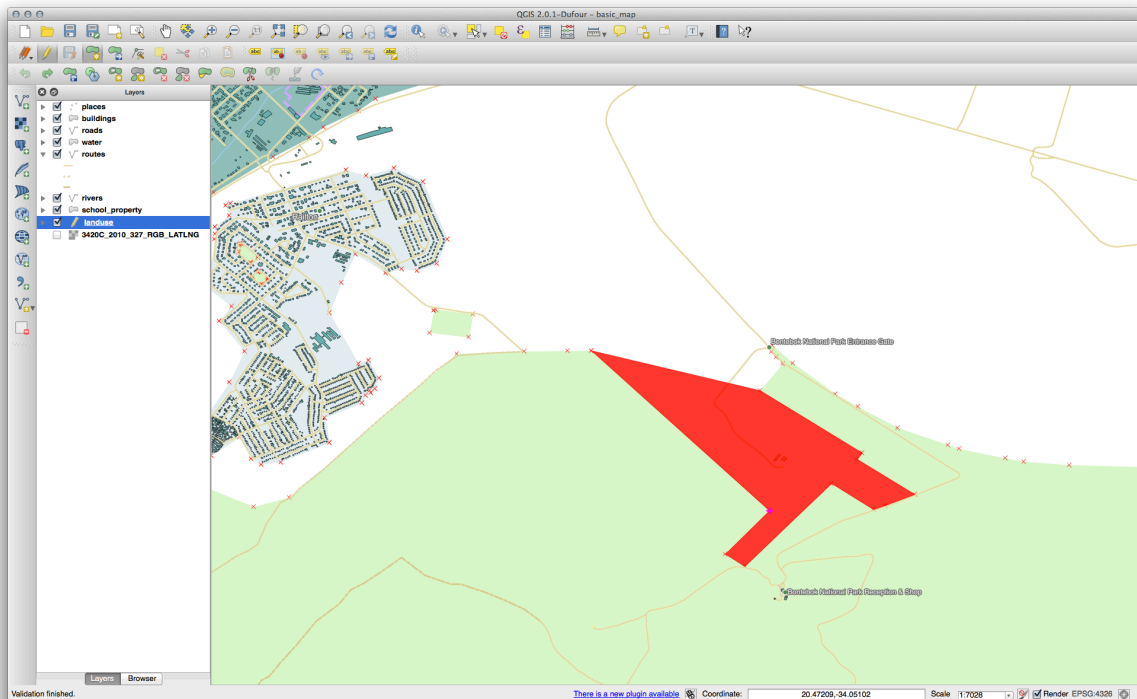 QGIS 2.0.1-Dufour - basic_map
Layers
places
buildings
roads
water
routes
rivers
school_property
landuse
3420C_2010_327_RGB_LATLNG
Bontebok National Park Entrance Gate
Bontebok National Park Reception & Shop
Layers
Browser
Validation finished.
There is a new plugin available
Coordinate:
20.47209,-34.05102
Scale
1:7028
Render
EPSG:4326